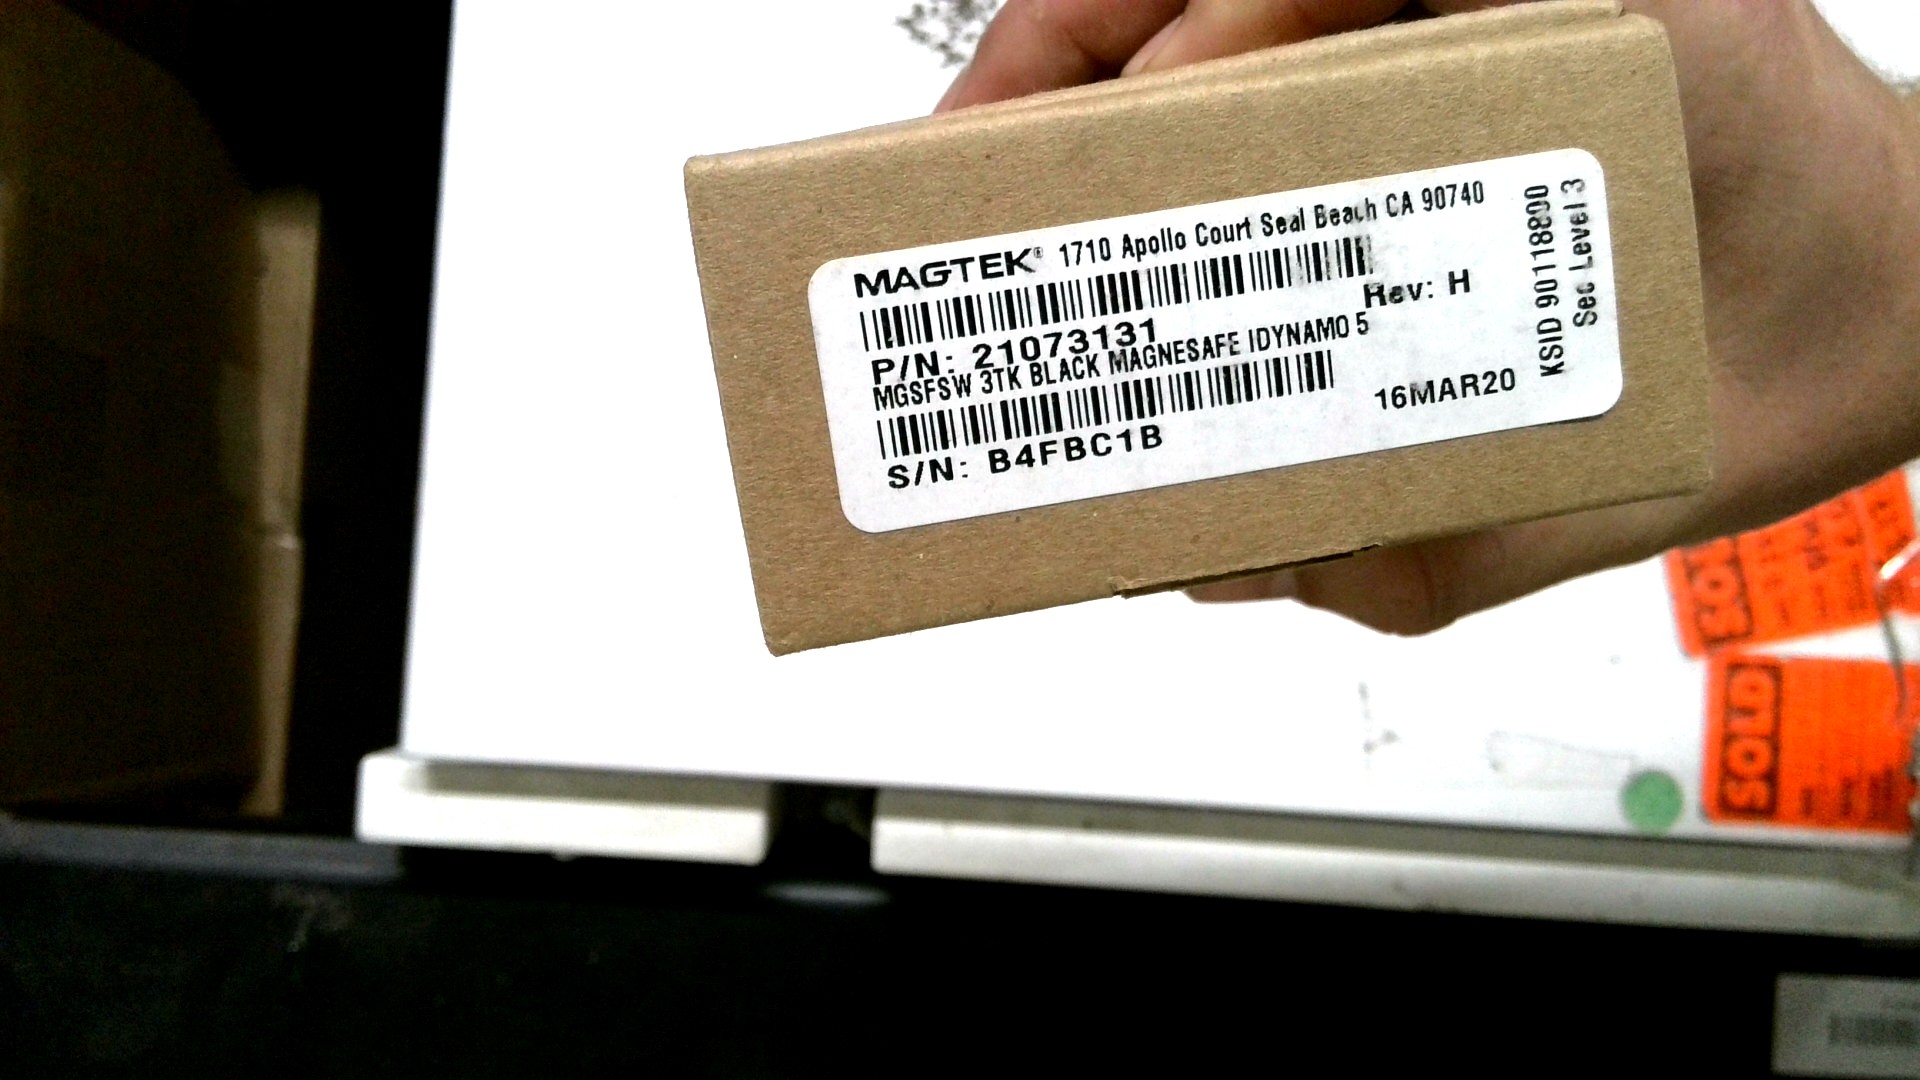 MAGTEK® 1710 Apollo Court Seal Beach CA 90740
Rev: H
P/N: 21073131
MGSFSW 3TK BLACK MAGNESAFE IDYNAMO 5
16MAR20
S/N: B4FBC1B
KSID 90118800
Sec Level 3
SOLD
SOLD